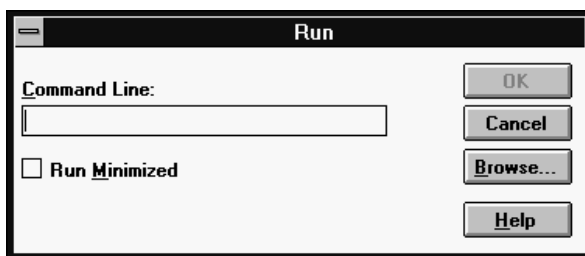 Run
Command Line:
OK
Cancel
Run Minimized
Browse...
Help